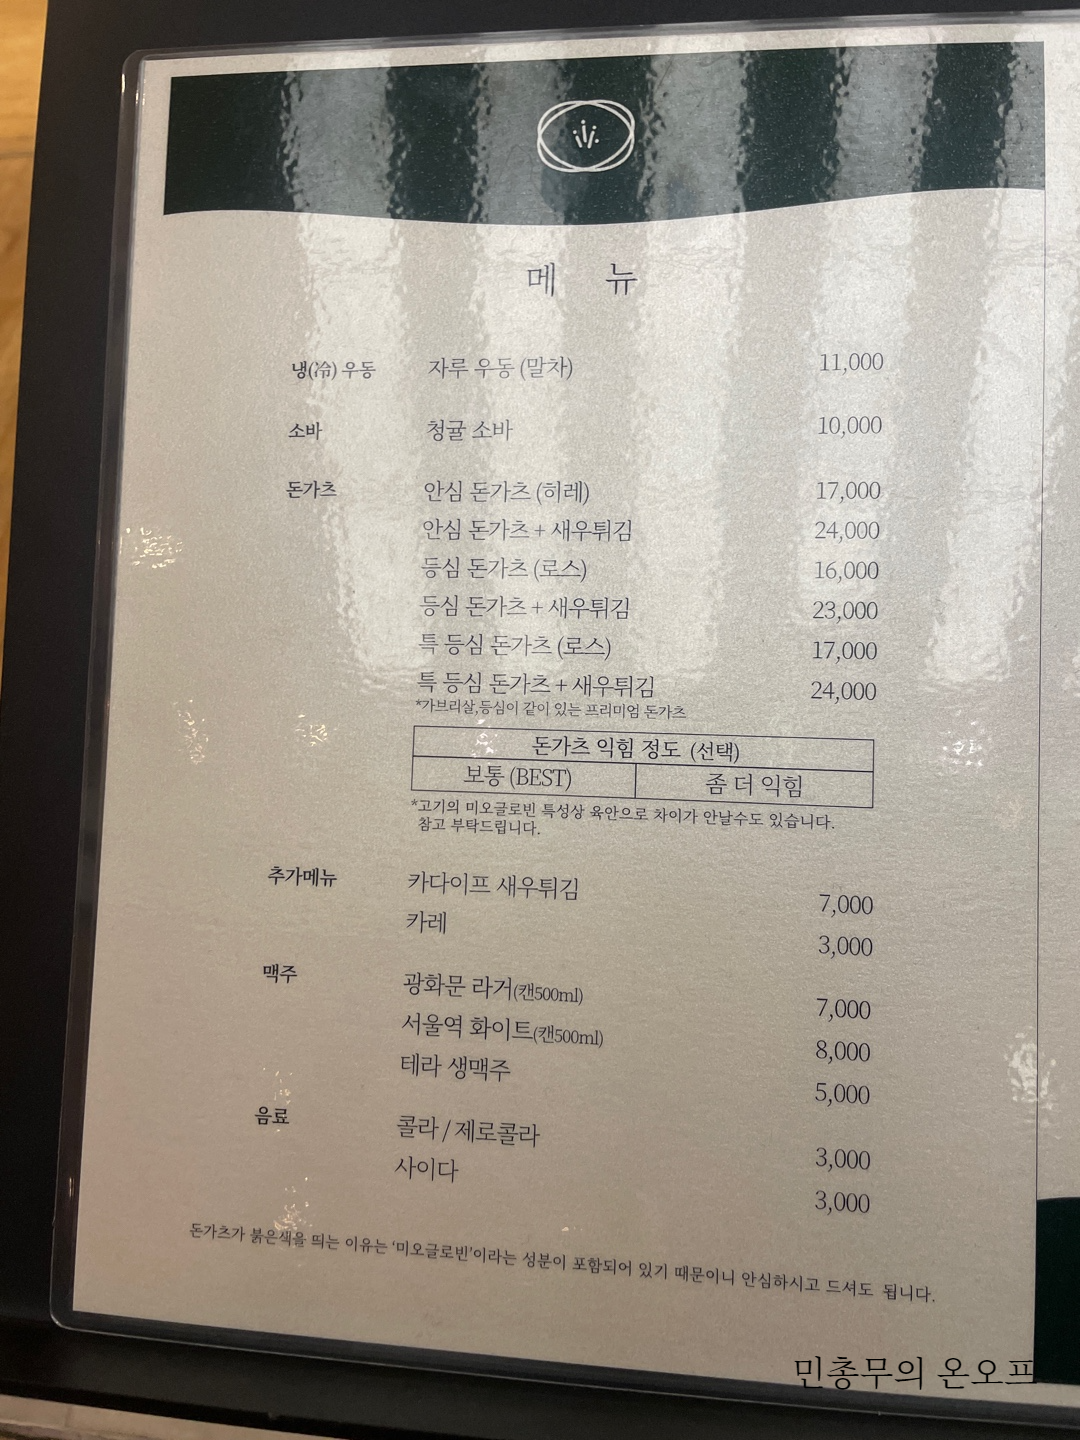 메 뉴
냉(冷) 우동 자루 우동 (말차) 11,000
소바 청귤 소바 10,000
돈가츠 안심 돈가츠 (히레) 17,000
안심 돈가츠 + 새우튀김 24,000
등심 돈가츠 (로스) 16,000
등심 돈가츠 + 새우튀김 23,000
특 등심 돈가츠 (로스) 17,000
특 등심 돈가츠 + 새우튀김 24,000
*가브리살,등심이 같이 있는 프리미엄 돈가츠
돈가츠 익힘 정도 (선택)
보통 (BEST) 좀 더 익힘
*고기의 미오글로빈 특성상 육안으로 차이가 안날수도 있습니다.
참고 부탁드립니다.
추가메뉴 카다이프 새우튀김 7,000
카레 3,000
맥주 광화문 라거(캔500ml) 7,000
서울역 화이트(캔500ml) 8,000
테라 생맥주 5,000
음료 콜라 / 제로콜라 3,000
사이다 3,000
돈가츠가 붉은색을 띄는 이유는 '미오글로빈'이라는 성분이 포함되어 있기 때문이니 안심하시고 드셔도 됩니다.
민총무의 온오프